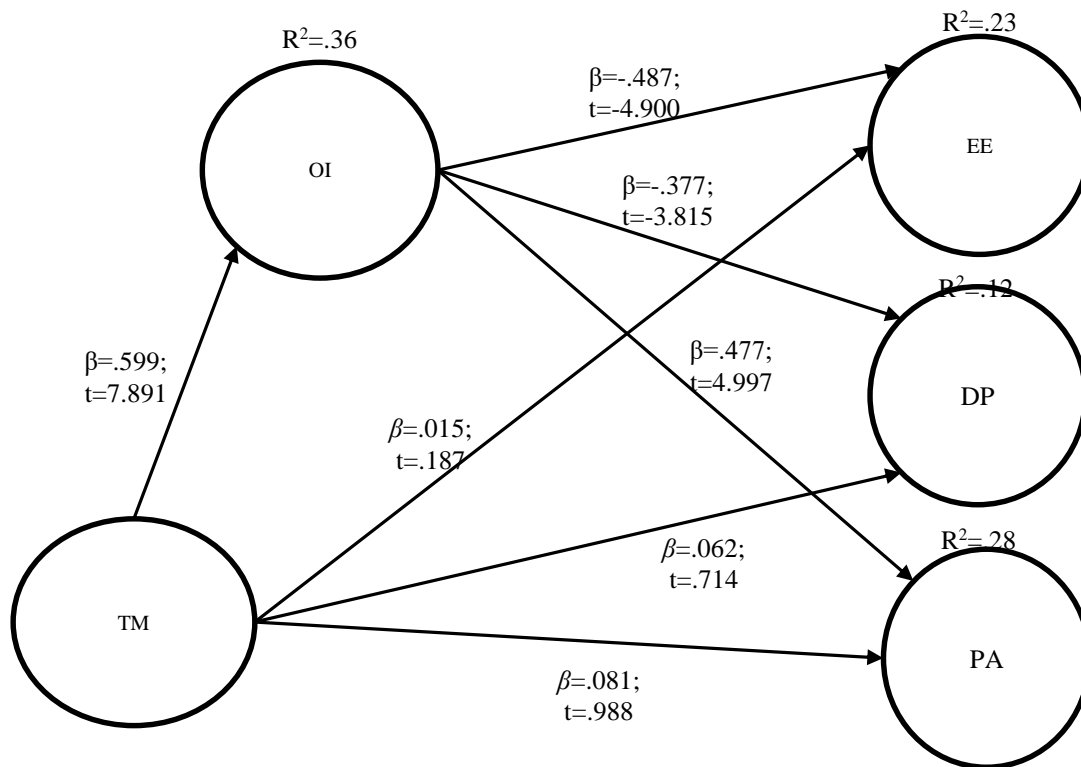 R²=.36
R²=.23
β=-.487;
t=-4.900
EE
OI
β=-.377;
t=-3.815
R²=.12
β=.599;
t=7.891
β=.477;
t=4.997
DP
β=.015;
t=.187
R²=.28
β=.062;
t=.714
TM
PA
β=.081;
t=.988